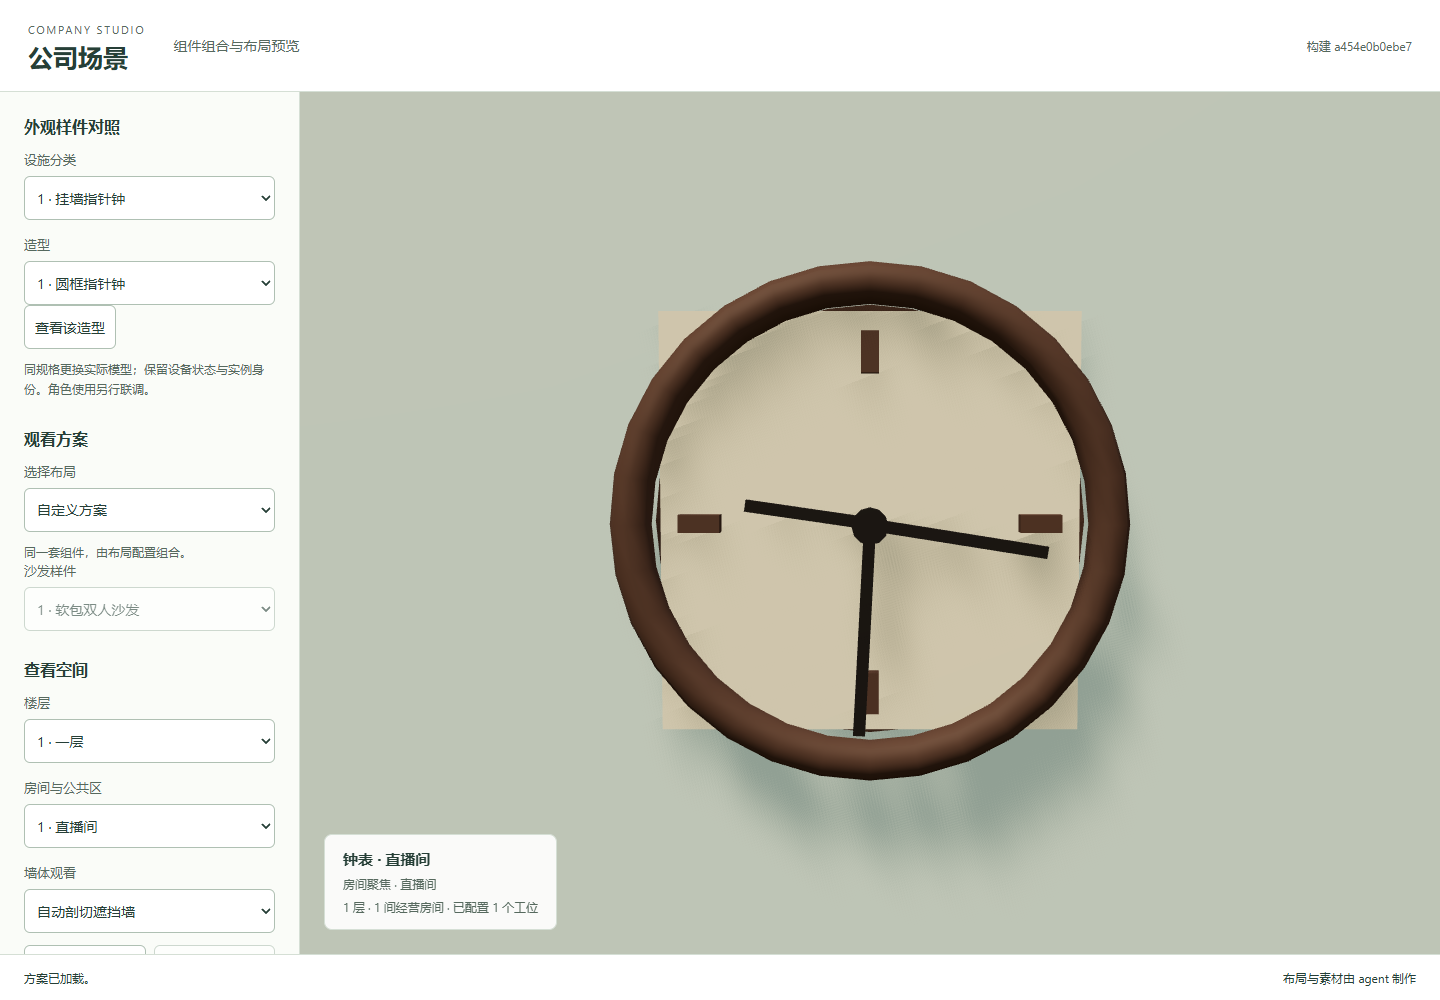 COMPANY STUDIO
公司场景
组件组合与布局预览
构建 a454e0b0ebe7
外观样件对照
设施分类
1 · 挂墙指针钟
造型
1 · 圆框指针钟
查看该造型
同规格更换实际模型；保留设备状态与实例身
份。角色使用另行联调。
观看方案
选择布局
自定义方案
同一套组件，由布局配置组合。
沙发样件
1 · 软包双人沙发
查看空间
楼层
1 · 一层
房间与公共区
1 · 直播间
墙体观看
自动剖切遮挡墙
钟表 · 直播间
房间聚焦 · 直播间
1 层 · 1 间经营房间 · 已配置 1 个工位
方案已加载。
布局与素材由 agent 制作